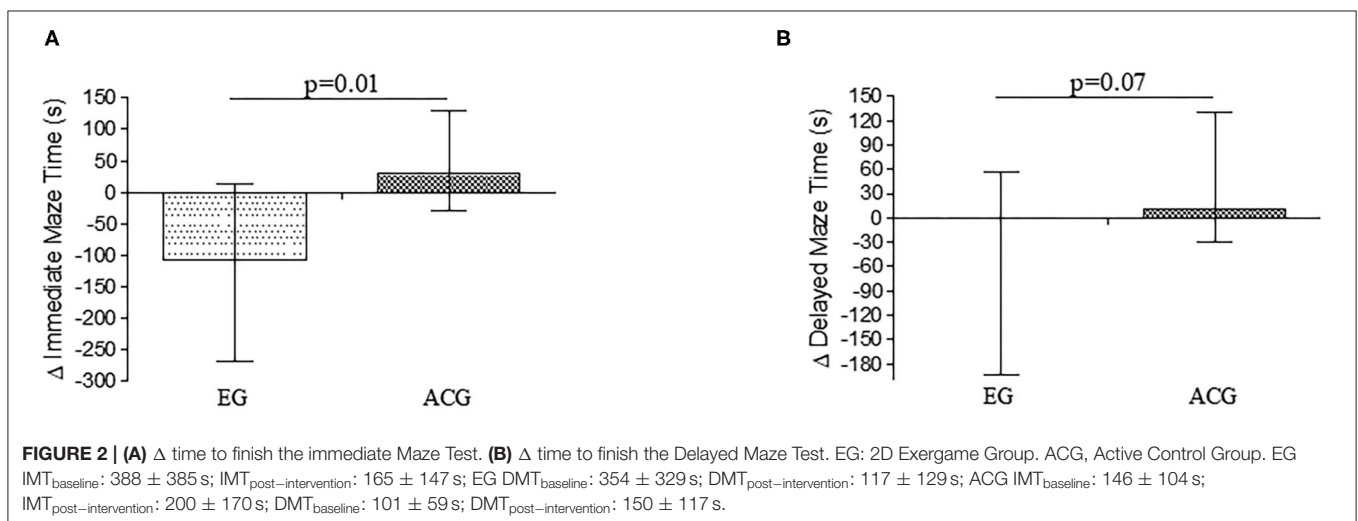 A
B
p=0.01
p=0.07
Δ Immediate Maze Time (s)
150
100
50
0
-50
-100
-150
-200
-250
-300
EG
ACG
Δ Delayed Maze Time (s)
150
120
90
60
30
0
-30
-60
-90
-120
-150
-180
EG
ACG
FIGURE 2 | (A) Δ time to finish the immediate Maze Test. (B) Δ time to finish the Delayed Maze Test. EG: 2D Exergame Group. ACG, Active Control Group. EG
IMTbaseline: 388 ± 385 s; IMTpost−intervention: 165 ± 147 s; EG DMTbaseline: 354 ± 329 s; DMTpost−intervention: 117 ± 129 s; ACG IMTbaseline: 146 ± 104 s;
IMTpost−intervention: 200 ± 170 s; DMTbaseline: 101 ± 59 s; DMTpost−intervention: 150 ± 117 s.